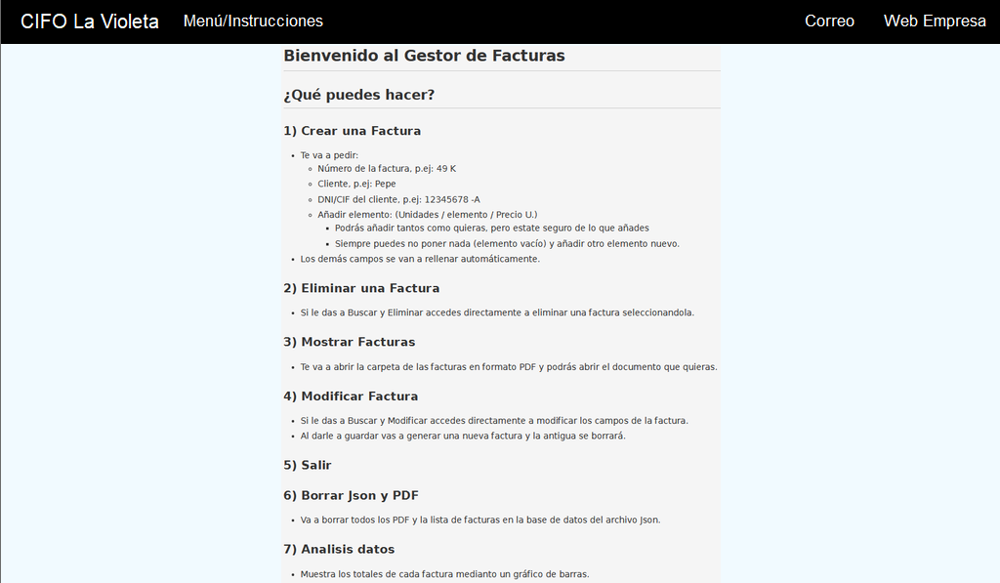 CIFO La Violeta Menú/Instrucciones Correo Web Empresa
Bienvenido al Gestor de Facturas
¿Qué puedes hacer?
1) Crear una Factura
• Te va a pedir:
◦ Número de la factura, p.ej: 49 K
◦ Cliente, p.ej: Pepe
◦ DNI/CIF del cliente, p.ej: 12345678 -A
◦ Añadir elemento: (Unidades / elemento / Precio U.)
▪ Podrás añadir tantos como quieras, pero estate seguro de lo que añades
▪ Siempre puedes no poner nada (elemento vacío) y añadir otro elemento nuevo.
• Los demás campos se van a rellenar automáticamente.
2) Eliminar una Factura
• Si le das a Buscar y Eliminar accedes directamente a eliminar una factura seleccionandola.
3) Mostrar Facturas
• Te va a abrir la carpeta de las facturas en formato PDF y podrás abrir el documento que quieras.
4) Modificar Factura
• Si le das a Buscar y Modificar accedes directamente a modificar los campos de la factura.
• Al darle a guardar vas a generar una nueva factura y la antigua se borrará.
5) Salir
6) Borrar Json y PDF
• Va a borrar todos los PDF y la lista de facturas en la base de datos del archivo Json.
7) Analisis datos
• Muestra los totales de cada factura mediante un gráfico de barras.